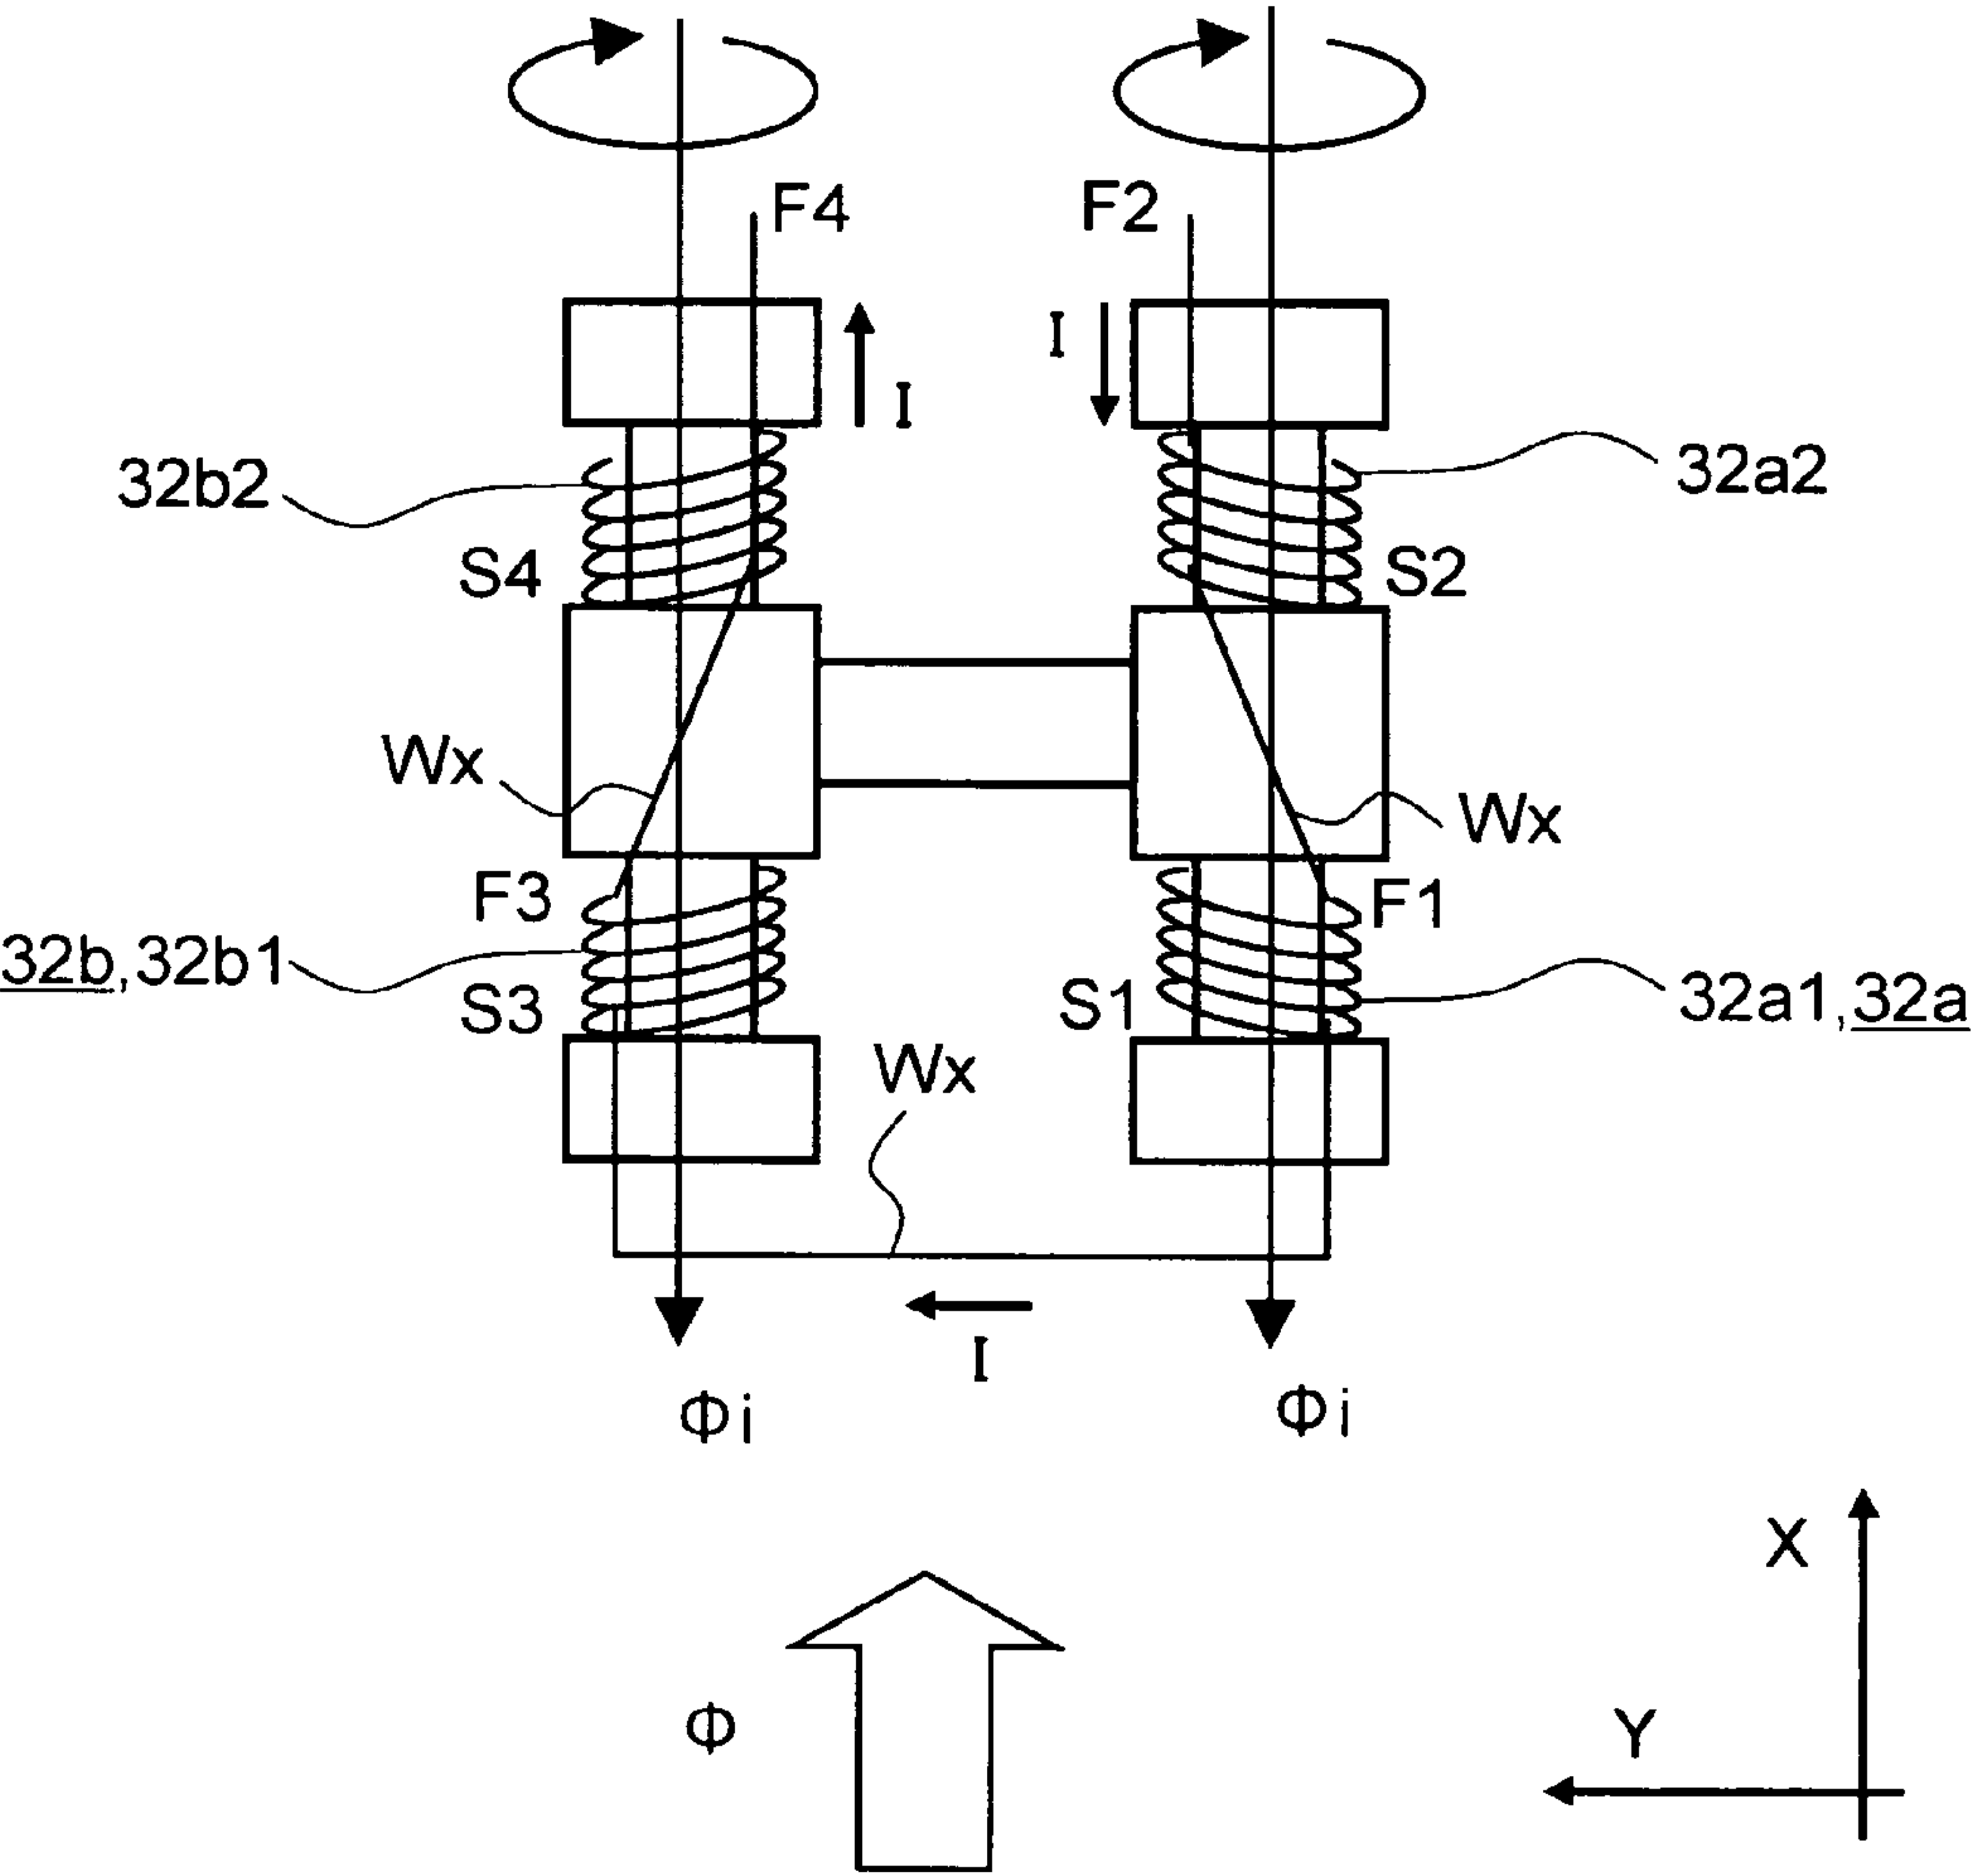 F4 F2
I
I
32b2 32a2
S4 S2
Wx
Wx
F3 F1
32b,32b1
S3 S1 32a1,32a
Wx
I
Φi Φi
X
Φ Y